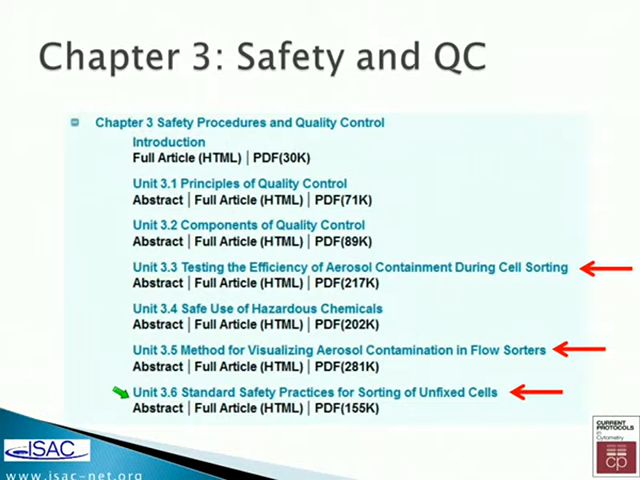 Chapter 3: Safety and QC
Chapter 3 Safety Procedures and Quality Control
Introduction
Full Article (HTML) | PDF(30K)
Unit 3.1 Principles of Quality Control
Abstract | Full Article (HTML) | PDF(71K)
Unit 3.2 Components of Quality Control
Abstract | Full Article (HTML) | PDF(89K)
Unit 3.3 Testing the Efficiency of Aerosol Containment During Cell Sorting
Abstract | Full Article (HTML) | PDF(217K)
Unit 3.4 Safe Use of Hazardous Chemicals
Abstract | Full Article (HTML) | PDF(202K)
Unit 3.5 Method for Visualizing Aerosol Contamination in Flow Sorters
Abstract | Full Article (HTML) | PDF(281K)
Unit 3.6 Standard Safety Practices for Sorting of Unfixed Cells
Abstract | Full Article (HTML) | PDF(155K)
ISAC
www.isac-net.org
CURRENT
PROTOCOLS
in
Cytometry
cp